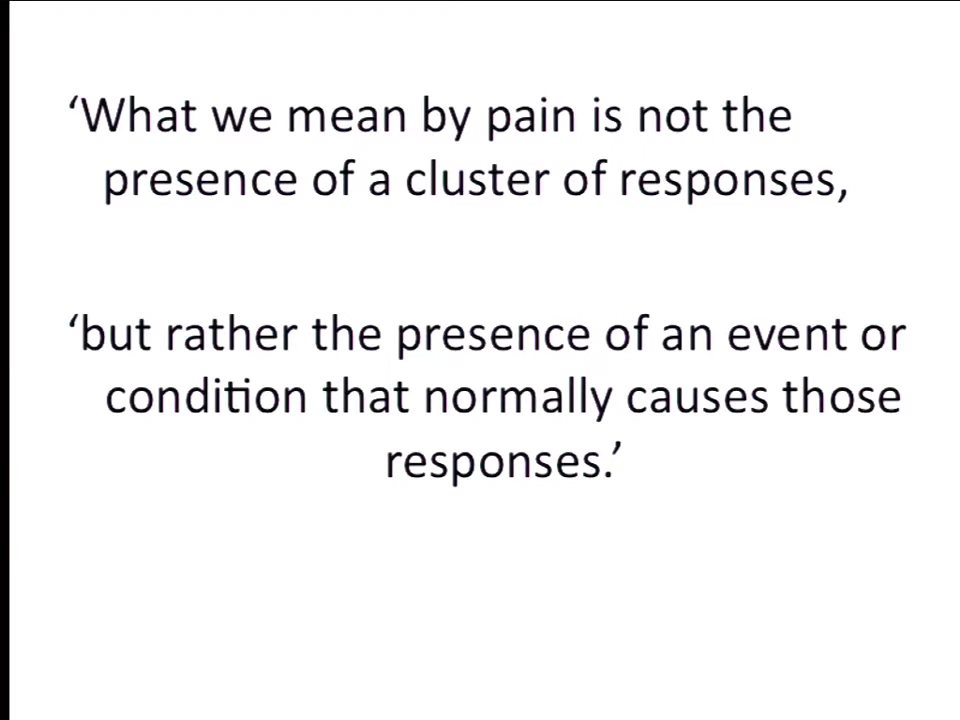 ‘What we mean by pain is not the
presence of a cluster of responses,
‘but rather the presence of an event or
condition that normally causes those
responses.’